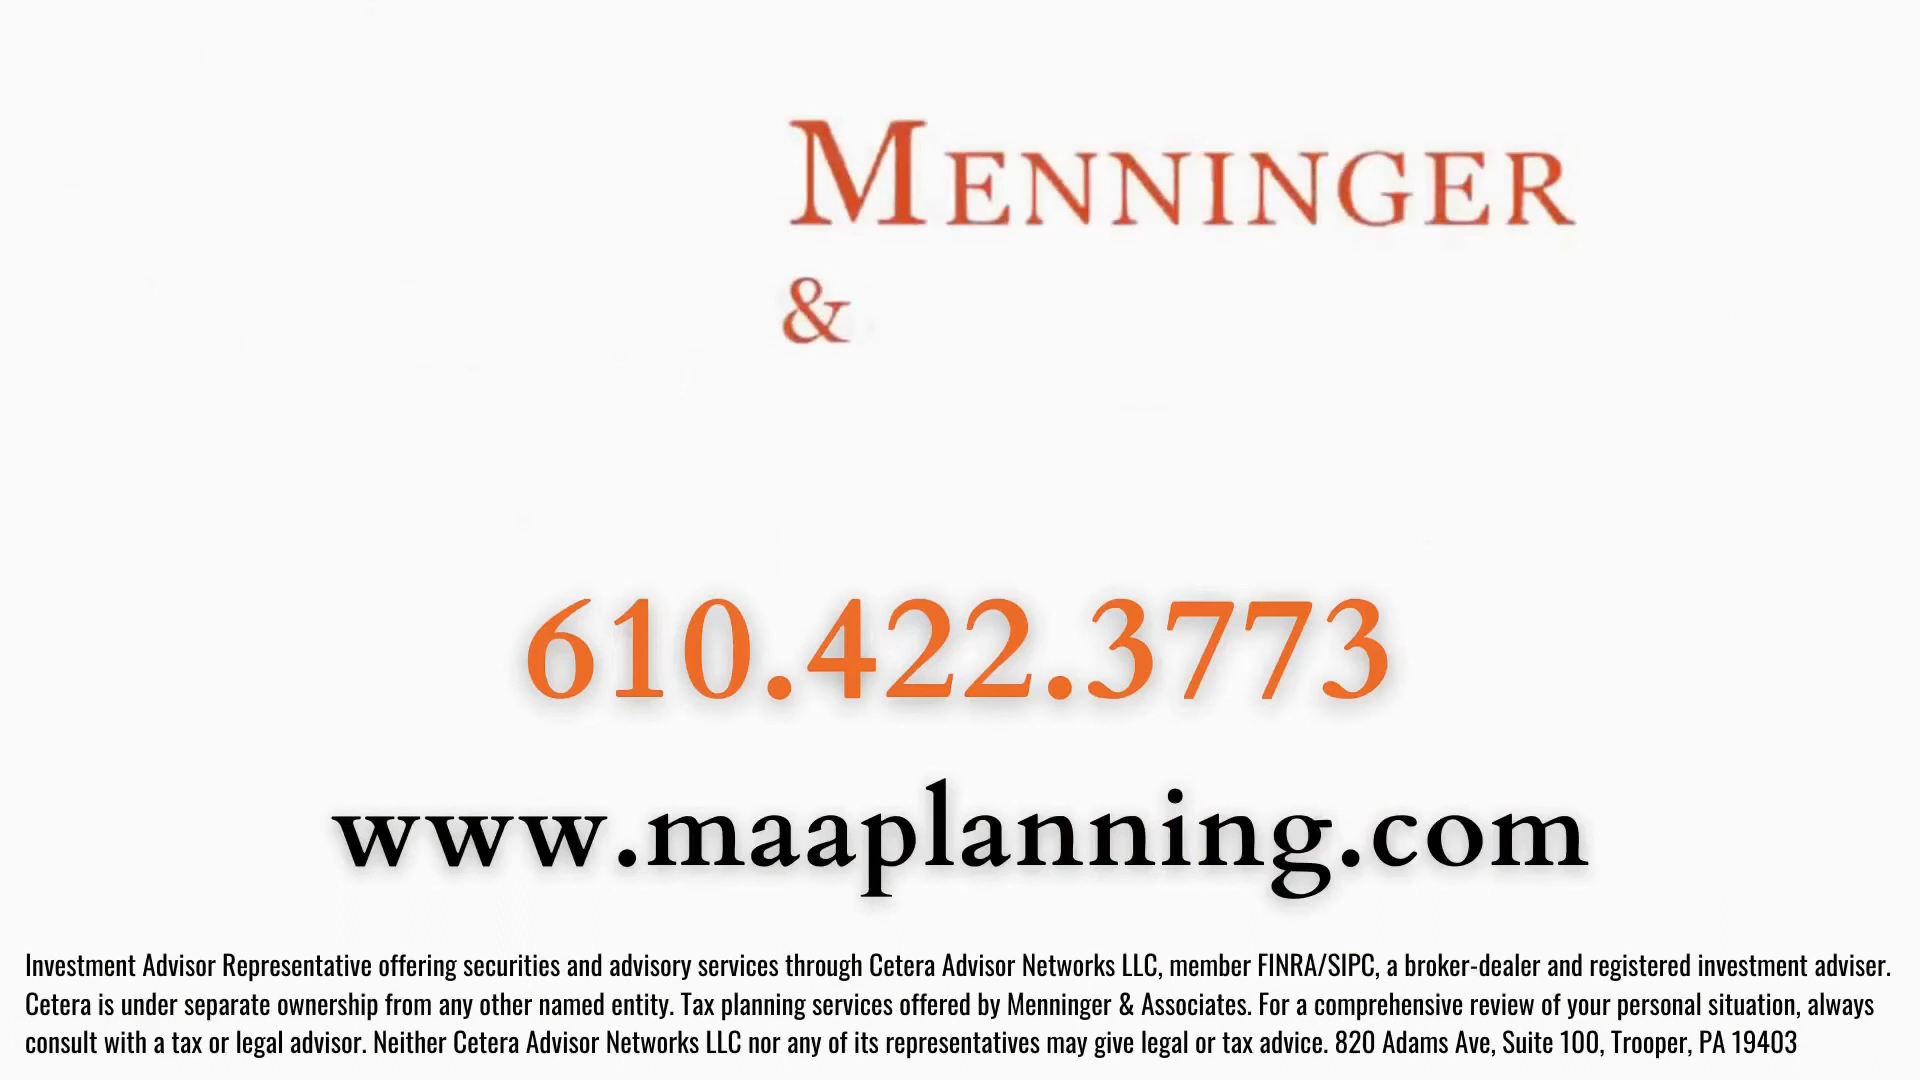 MENNINGER
&
610.422.3773
www.maaplanning.com
Investment Advisor Representative offering securities and advisory services through Cetera Advisor Networks LLC, member FINRA/SIPC, a broker-dealer and registered investment adviser.
Cetera is under separate ownership from any other named entity. Tax planning services offered by Menninger & Associates. For a comprehensive review of your personal situation, always
consult with a tax or legal advisor. Neither Cetera Advisor Networks LLC nor any of its representatives may give legal or tax advice. 820 Adams Ave, Suite 100, Trooper, PA 19403